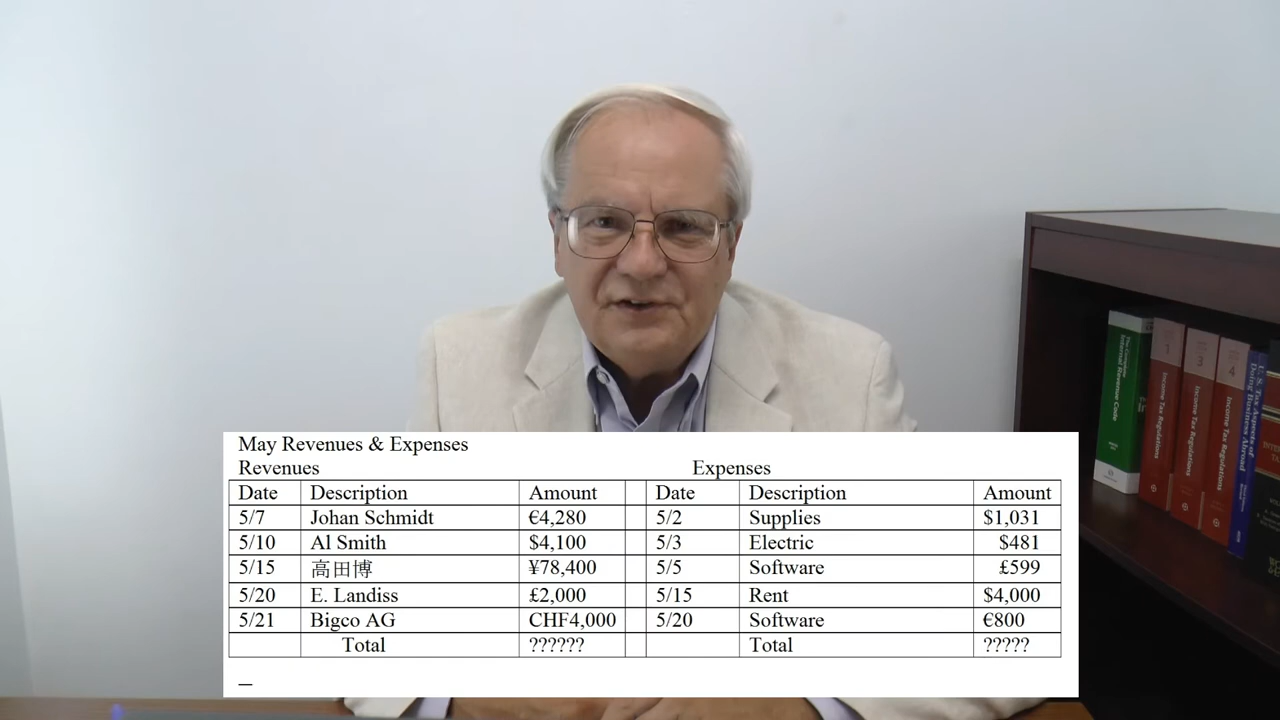 May Revenues & Expenses
Revenues Expenses
Date Description Amount Date Description Amount
5/7 Johan Schmidt €4,280 5/2 Supplies $1,031
5/10 Al Smith $4,100 5/3 Electric $481
5/15 高田博 ¥78,400 5/5 Software £599
5/20 E. Landiss £2,000 5/15 Rent $4,000
5/21 Bigco AG CHF4,000 5/20 Software €800
Total ?????? Total ?????
The Complete
Internal Revenue Code
Income Tax Regulations
Income Tax Regulations
Income Tax Regulations
4
U. S. Tax Aspects of
Doing Business Abroad